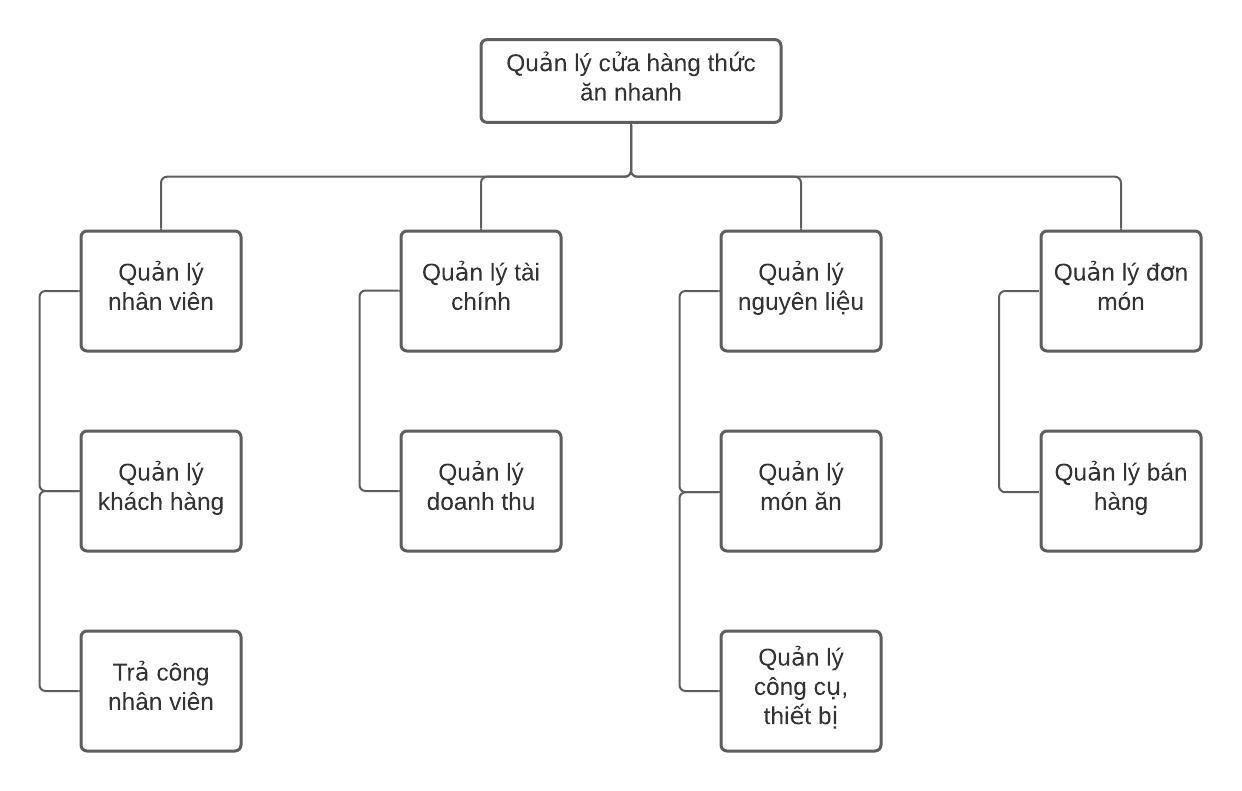 Quản lý cửa hàng thức
ăn nhanh
Quản lý
nhân viên
Quản lý tài
chính
Quản lý
nguyên liệu
Quản lý đơn
món
Quản lý
khách hàng
Quản lý
doanh thu
Quản lý
món ăn
Quản lý bán
hàng
Trả công
nhân viên
Quản lý
công cụ,
thiết bị